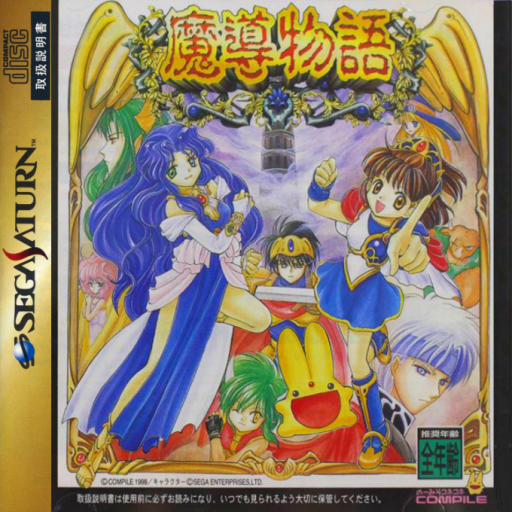 COMPACT
disc
取扱説明書
SEGA SATURN™
魔導物語
推奨年齢
全年齢
©COMPILE 1998/キャラクター©SEGA ENTERPRISES,LTD.
COMPILE
取扱説明書は使用前に必ずお読みになり、いつでも見られるよう大切に保管してください。